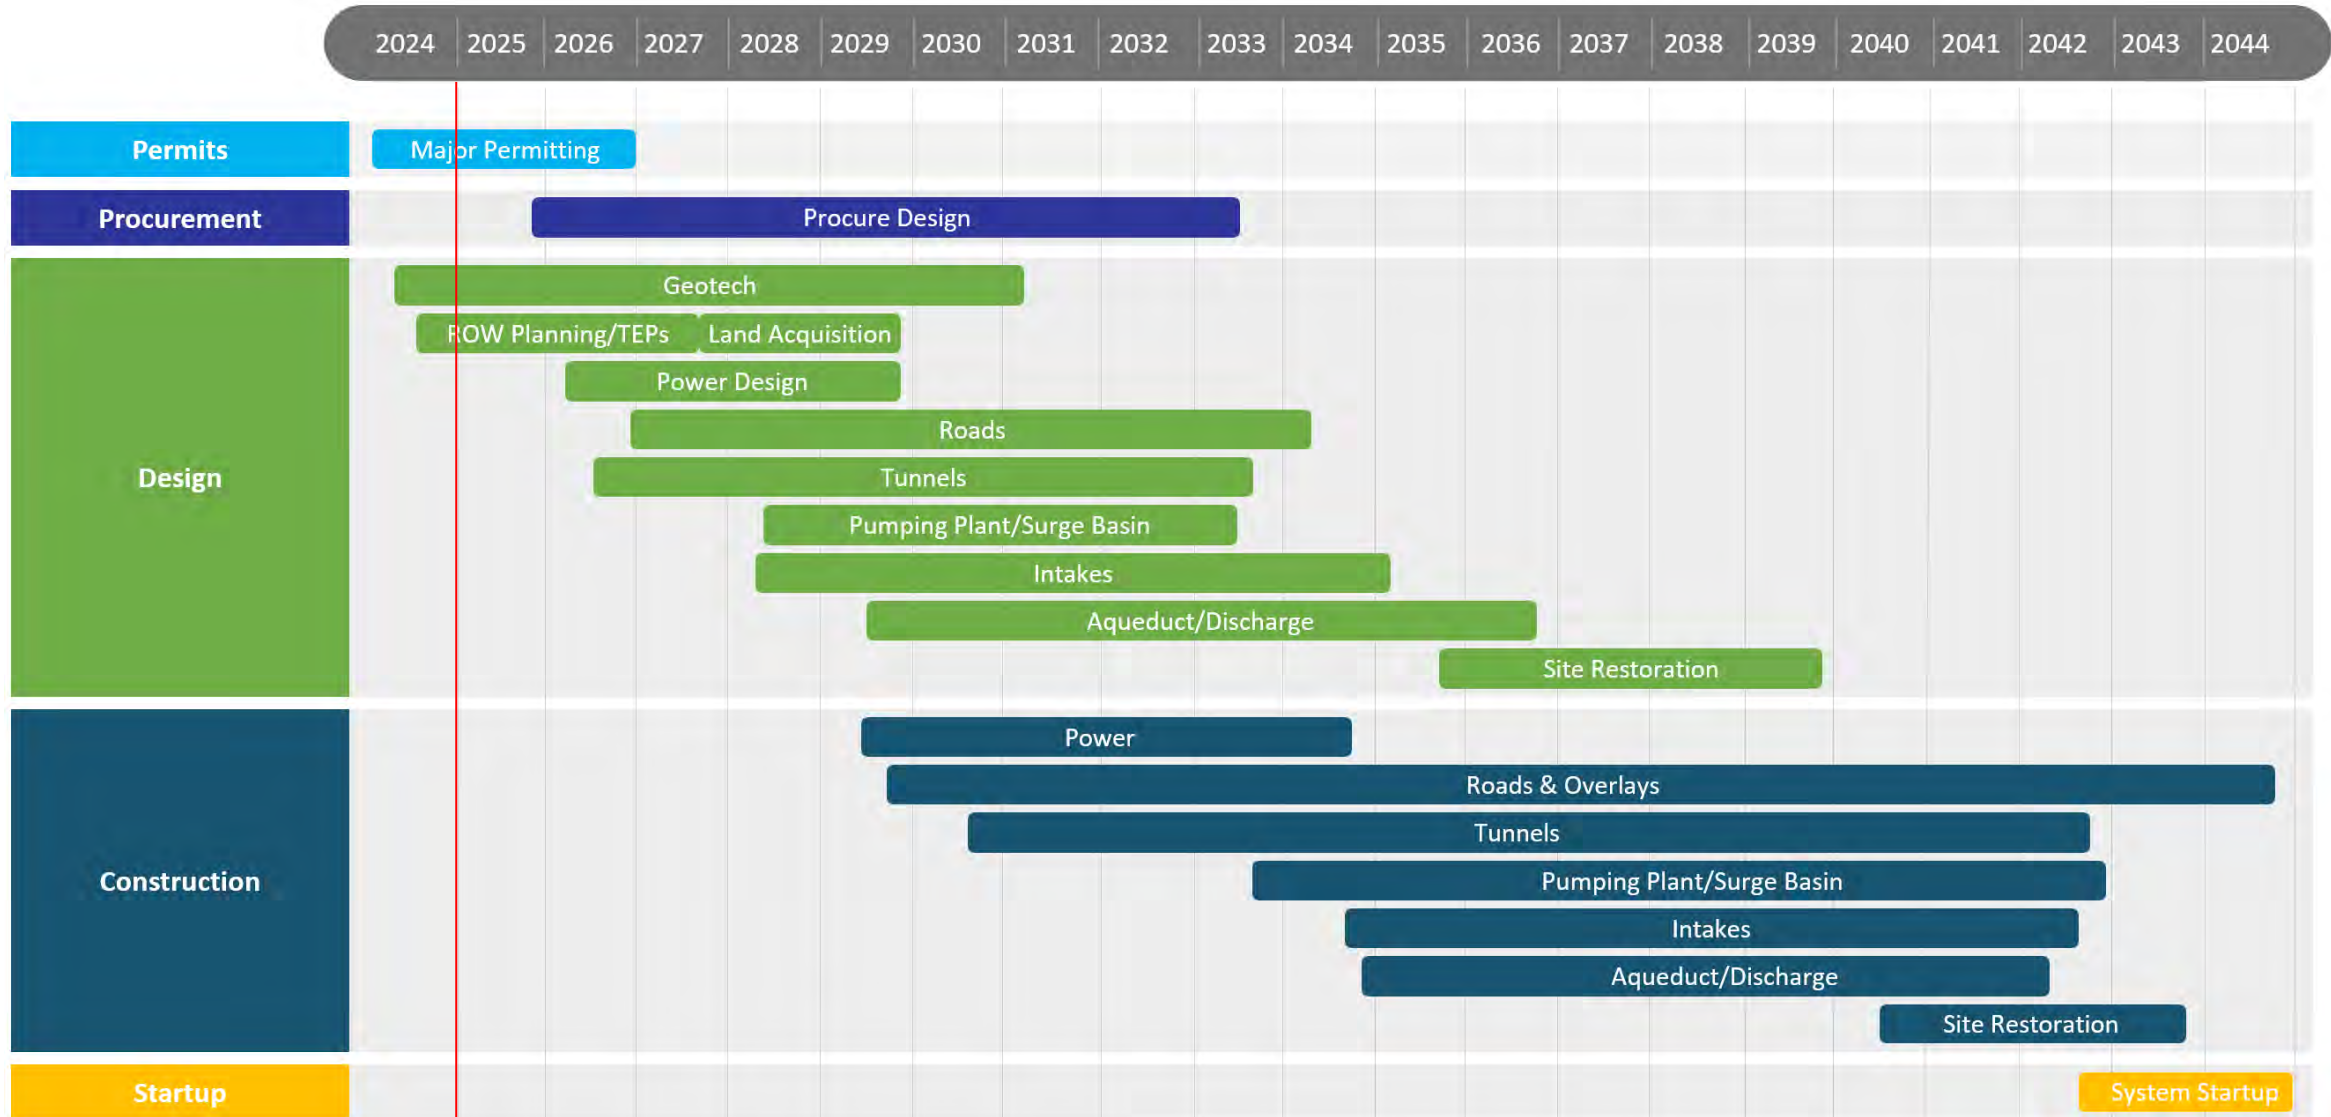 2024 2025 2026 2027 2028 2029 2030 2031 2032 2033 2034 2035 2036 2037 2038 2039 2040 2041 2042 2043 2044
Permits
Major Permitting
Procurement
Procure Design
Design
Geotech
ROW Planning/TEPs
Land Acquisition
Power Design
Roads
Tunnels
Pumping Plant/Surge Basin
Intakes
Aqueduct/Discharge
Site Restoration
Construction
Power
Roads & Overlays
Tunnels
Pumping Plant/Surge Basin
Intakes
Aqueduct/Discharge
Site Restoration
Startup
System Startup